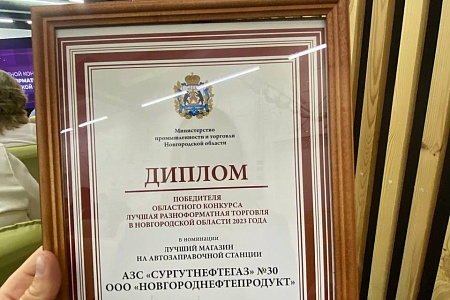 Министерство
промышленности и торговли
Новгородской области
ДИПЛОМ
ПОБЕДИТЕЛЯ
ОБЛАСТНОГО КОНКУРСА
ЛУЧШАЯ РАЗНОФОРМАТНАЯ ТОРГОВЛЯ
В НОВГОРОДСКОЙ ОБЛАСТИ 2023 ГОДА
в номинации
ЛУЧШИЙ МАГАЗИН
НА АВТОЗАПРАВОЧНОЙ СТАНЦИИ
АЗС «СУРГУТНЕФТЕГАЗ» №30
ООО «НОВГОРОДНЕФТЕПРОДУКТ»